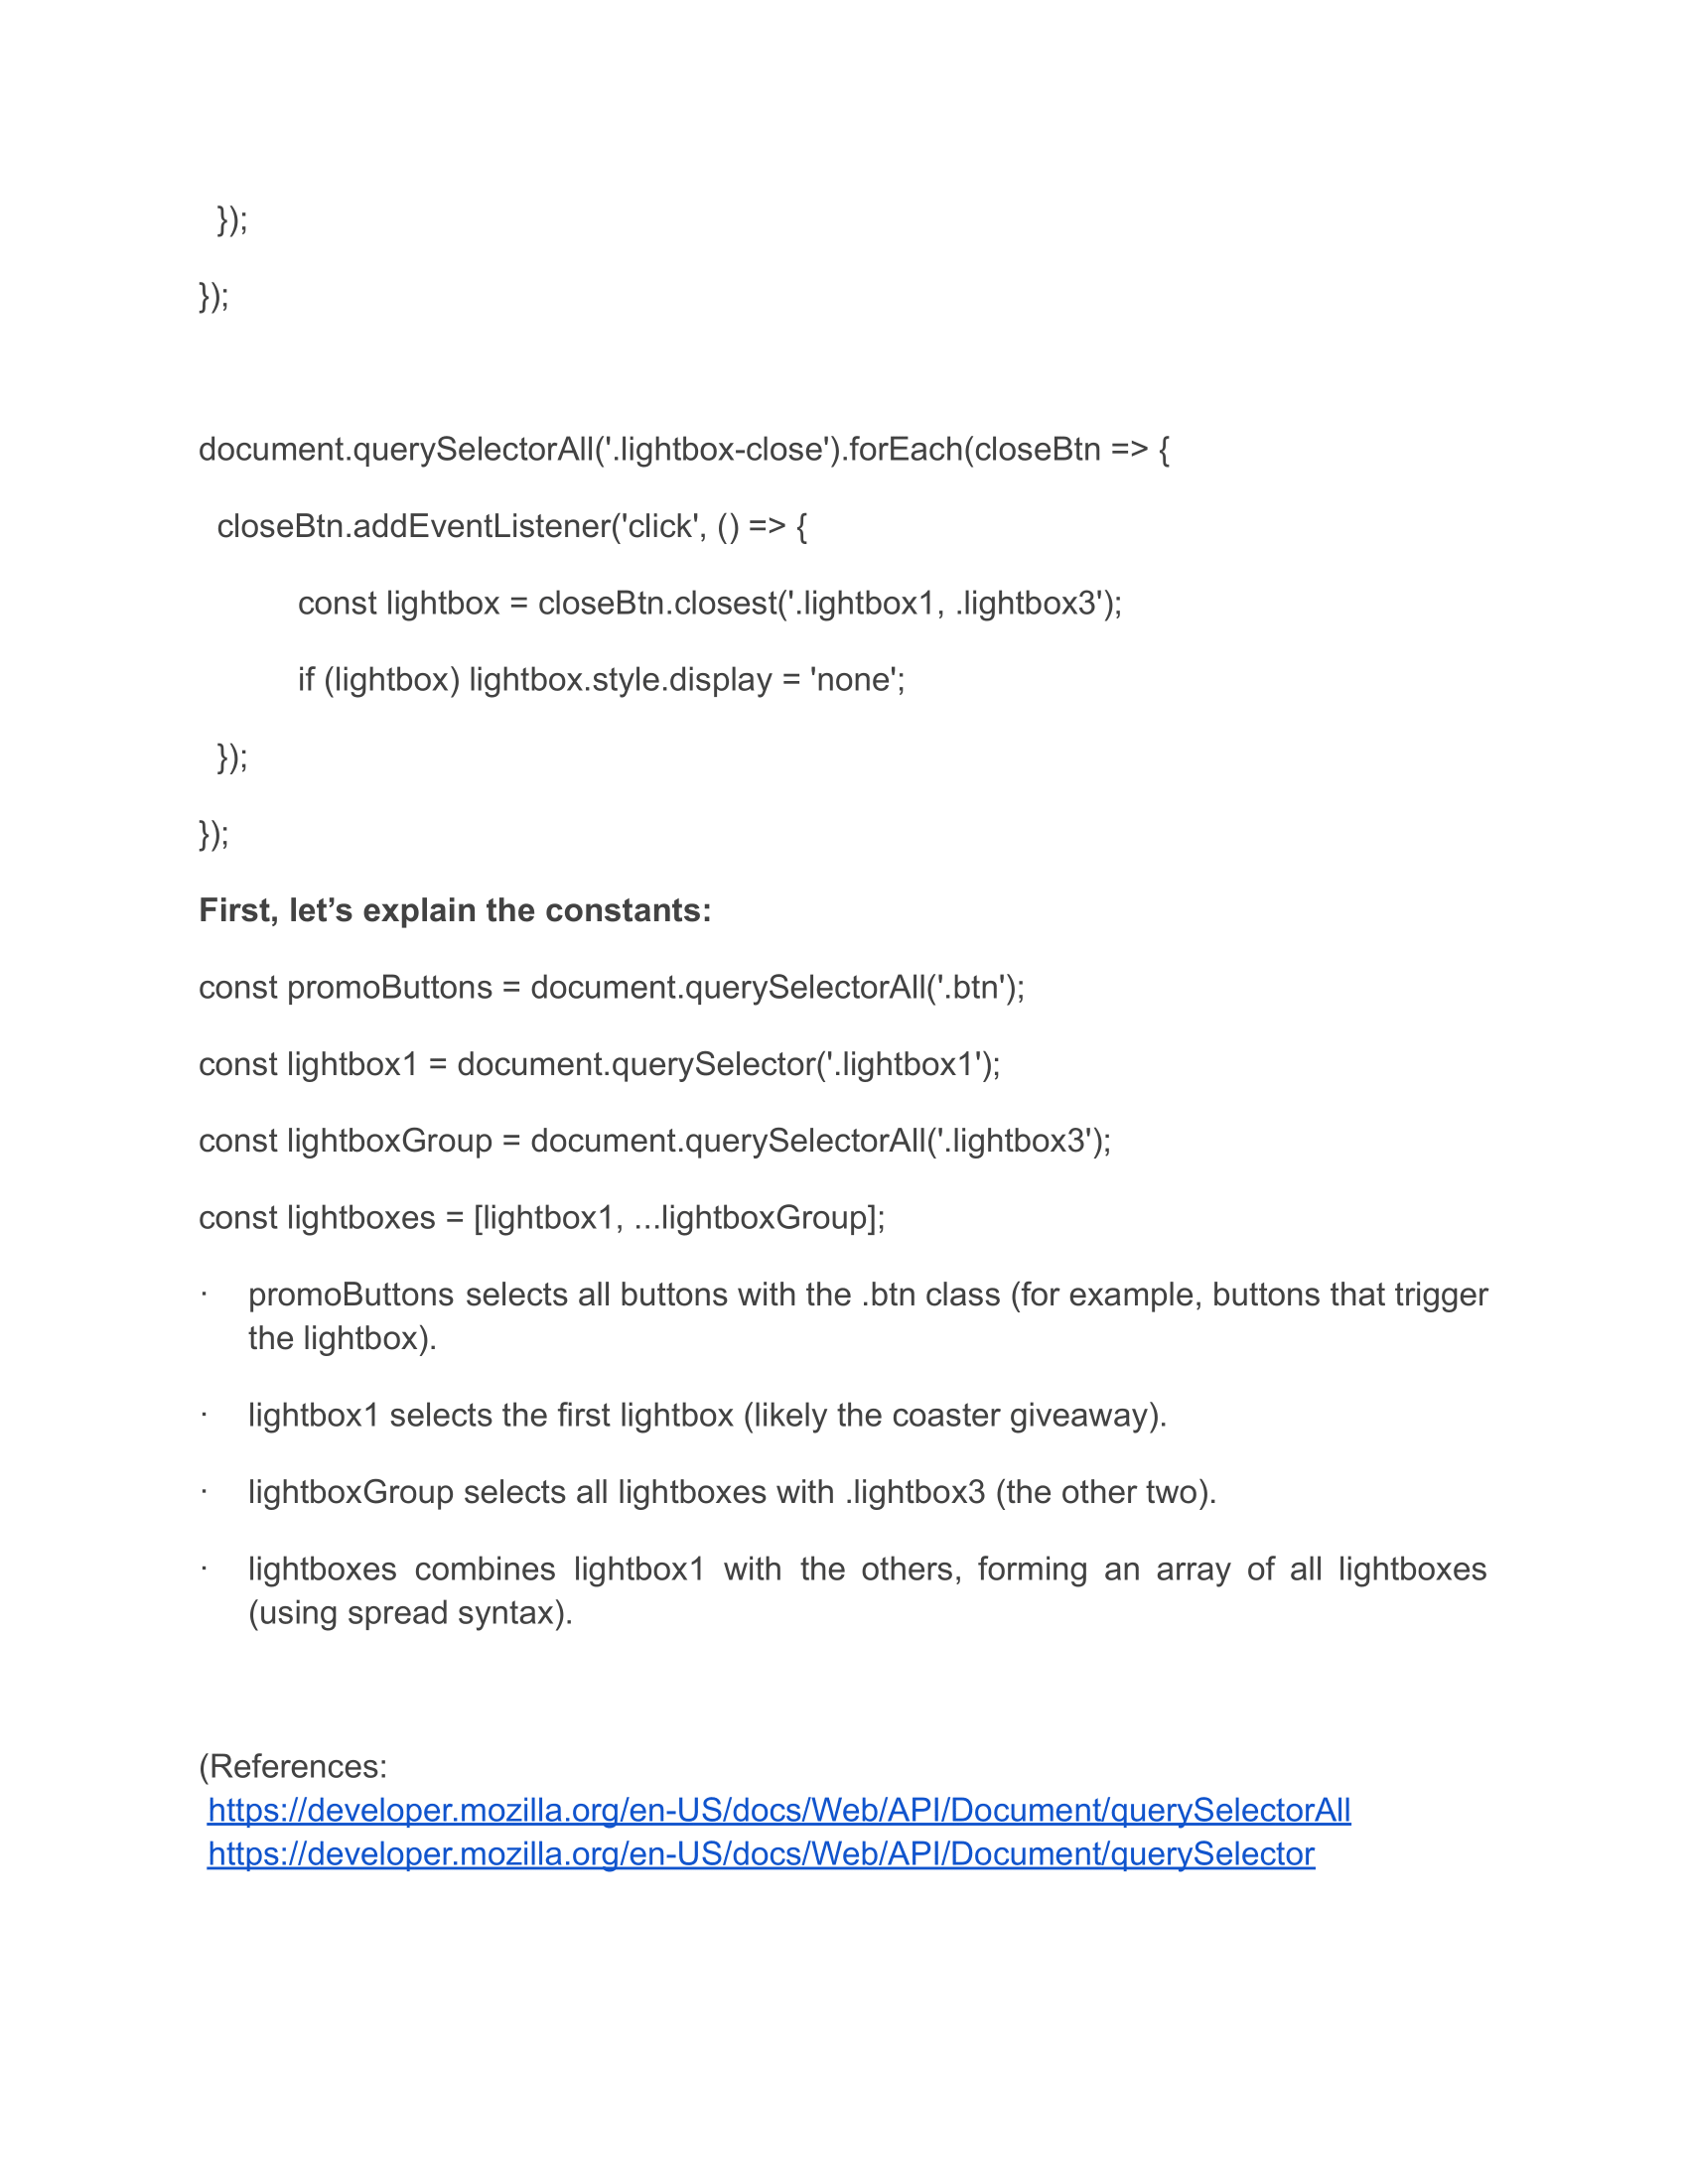 });
});
document.querySelectorAll('.lightbox-close').forEach(closeBtn => {
closeBtn.addEventListener('click', () => {
const lightbox = closeBtn.closest('.lightbox1, .lightbox3');
if (lightbox) lightbox.style.display = 'none';
});
});
First, let’s explain the constants:
const promoButtons = document.querySelectorAll('.btn');
const lightbox1 = document.querySelector('.lightbox1');
const lightboxGroup = document.querySelectorAll('.lightbox3');
const lightboxes = [lightbox1, ...lightboxGroup];
· promoButtons selects all buttons with the .btn class (for example, buttons that trigger
the lightbox).
· lightbox1 selects the first lightbox (likely the coaster giveaway).
· lightboxGroup selects all lightboxes with .lightbox3 (the other two).
· lightboxes combines lightbox1 with the others, forming an array of all lightboxes
(using spread syntax).
(References:
https://developer.mozilla.org/en-US/docs/Web/API/Document/querySelectorAll
https://developer.mozilla.org/en-US/docs/Web/API/Document/querySelector